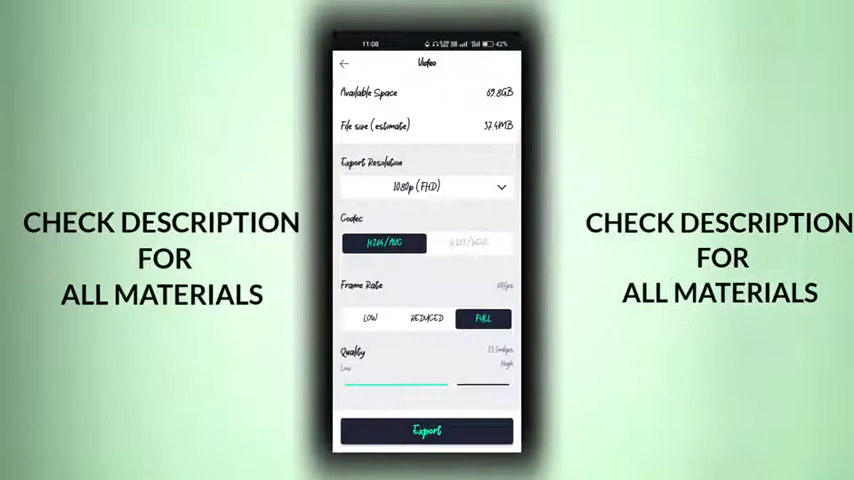 11:08
42%
Video
Available Space
69.8GB
File size (estimate)
57.4MB
Export Resolution
1080p (FHD)
Codec
H.264/AVC
H.265/HEVC
Frame Rate
LOW
REDUCED
FULL
Quality
Low
High
Export
CHECK DESCRIPTION
FOR
ALL MATERIALS
CHECK DESCRIPTION
FOR
ALL MATERIALS